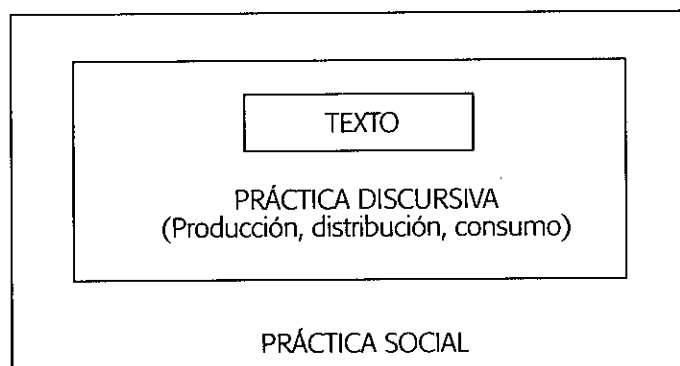 TEXTO
PRÁCTICA DISCURSIVA
(Producción, distribución, consumo)
PRÁCTICA SOCIAL